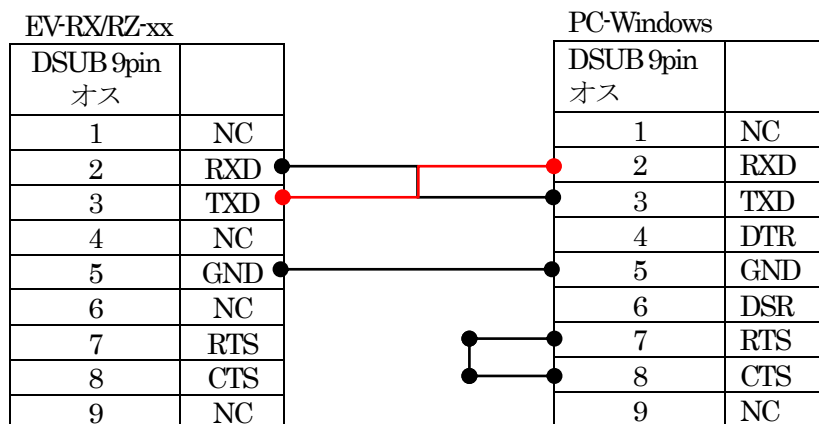 EV-RX/RZ-xx
DSUB 9pin
オス
1 NC
2 RXD
3 TXD
4 NC
5 GND
6 NC
7 RTS
8 CTS
9 NC
PC-Windows
DSUB 9pin
オス
1 NC
2 RXD
3 TXD
4 DTR
5 GND
6 DSR
7 RTS
8 CTS
9 NC